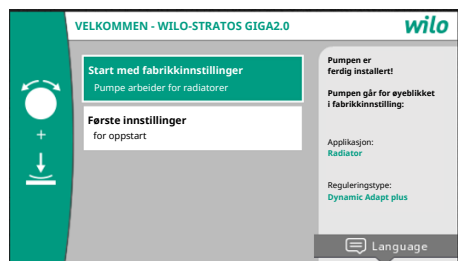 VELKOMMEN - WILO-STRATOS GIGA2.0
wilo
Start med fabrikkinnstillinger
Pumpe arbeider for radiatorer
Første innstillinger
for oppstart
Pumpen er
ferdig installert!
Pumpen går for øyeblikket
i fabrikkinnstilling:
Applikasjon:
Radiator
Reguleringstype:
Dynamic Adapt plus
+
Language